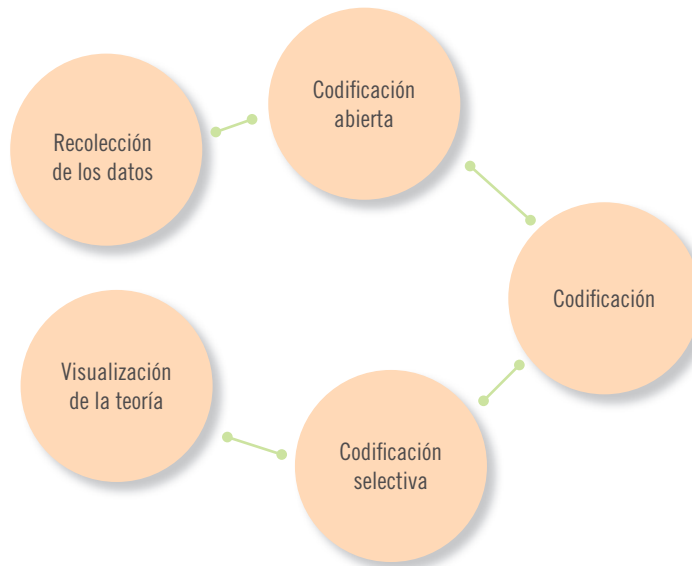 Recolección
de los datos
Codificación
abierta
Codificación
Codificación
selectiva
Visualización
de la teoría